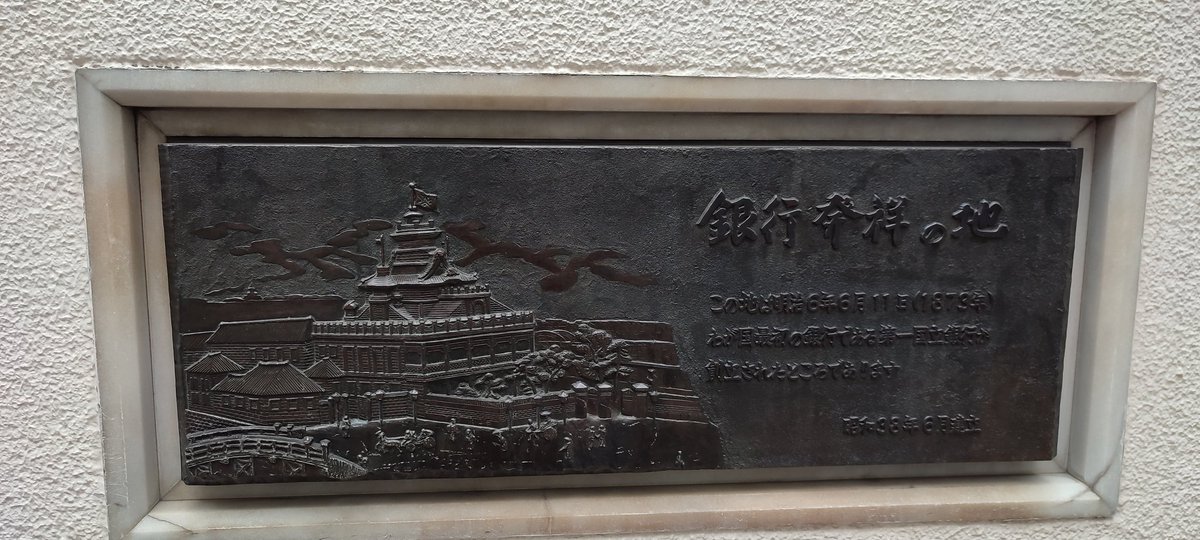 銀行発祥の地
この地は明治6年6月11日(1873年)
わが国最初の銀行である第一国立銀行が
創立されたところであります
昭和38年6月建立